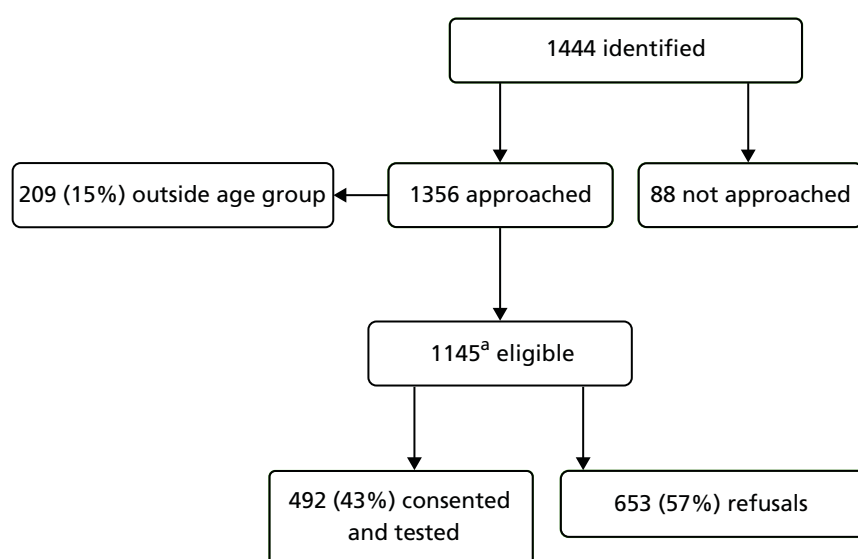 1444 identified
209 (15%) outside age group
1356 approached
88 not approached
1145ᵃ eligible
492 (43%) consented
and tested
653 (57%) refusals